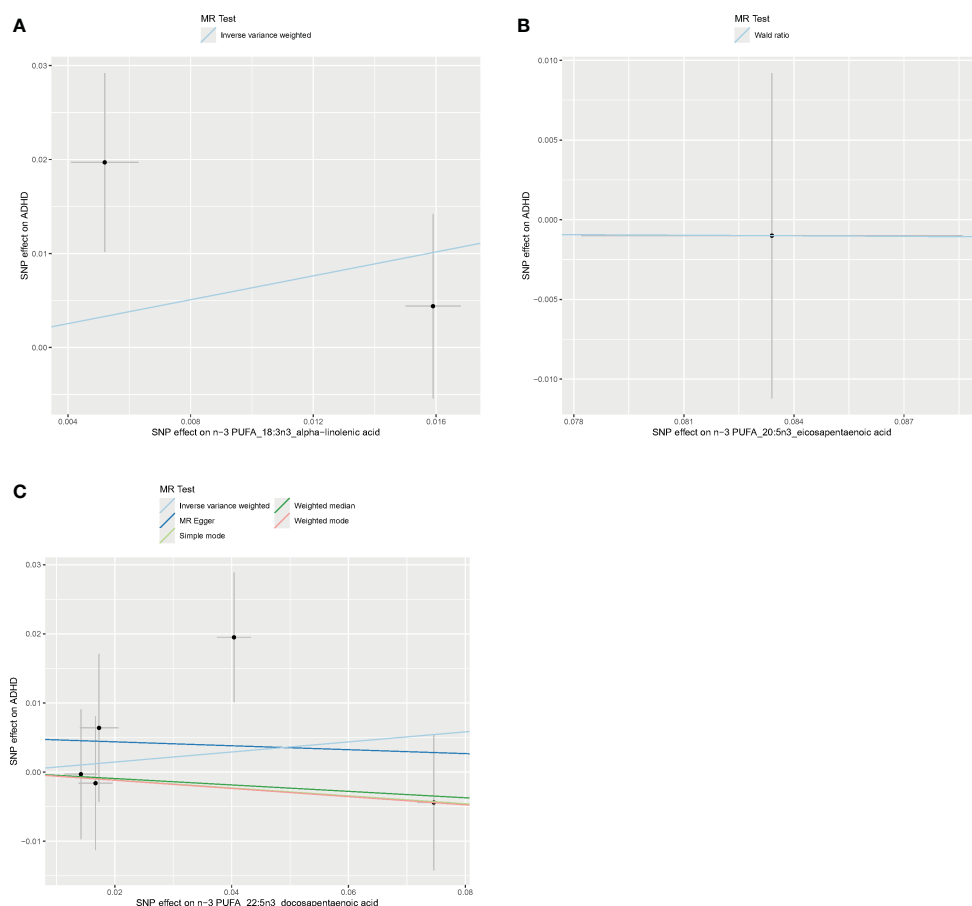 A
MR Test
Inverse variance weighted
0.03
0.02
0.01
0.00
SNP effect on ADHD
0.004
0.008
0.012
0.016
SNP effect on n−3 PUFA_18:3n3_alpha−linolenic acid
B
MR Test
Wald ratio
0.010
0.005
0.000
−0.005
−0.010
SNP effect on ADHD
0.078
0.081
0.084
0.087
SNP effect on n−3 PUFA_20:5n3_eicosapentaenoic acid
C
MR Test
Inverse variance weighted
Weighted median
MR Egger
Weighted mode
Simple mode
0.03
0.02
0.01
0.00
−0.01
SNP effect on ADHD
0.02
0.04
0.06
0.08
SNP effect on n−3 PUFA_22:5n3_docosapentaenoic acid